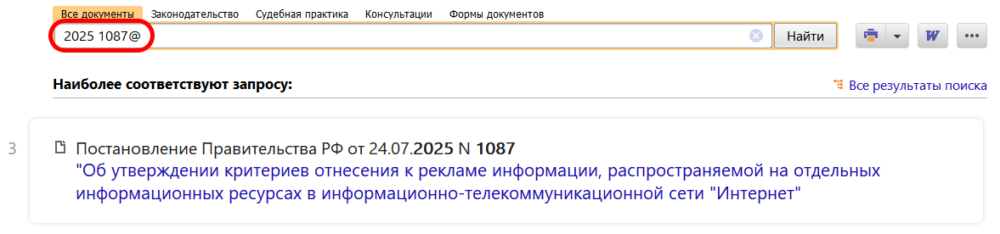 Все документы Законодательство Судебная практика Консультации Формы документов
2025 1087@ Найти W
Наиболее соответствуют запросу: Все результаты поиска
3 Постановление Правительства РФ от 24.07.2025 N 1087
"Об утверждении критериев отнесения к рекламе информации, распространяемой на отдельных
информационных ресурсах в информационно-телекоммуникационной сети "Интернет"